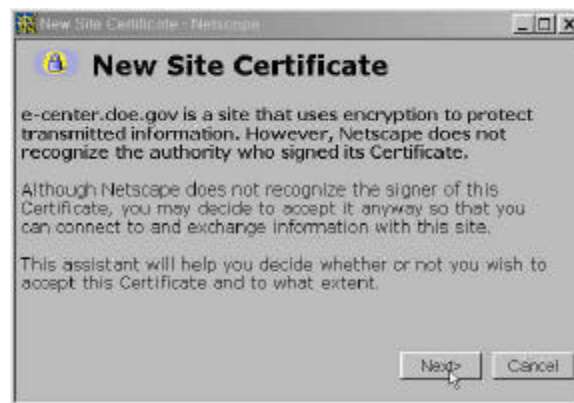 New Site Certificate - Netscape
New Site Certificate
e-center.doe.gov is a site that uses encryption to protect
transmitted information. However, Netscape does not
recognize the authority who signed its Certificate.
Although Netscape does not recognize the signer of this
Certificate, you may decide to accept it anyway so that you
can connect to and exchange information with this site.
This assistant will help you decide whether or not you wish to
accept this Certificate and to what extent.
Next>
Cancel